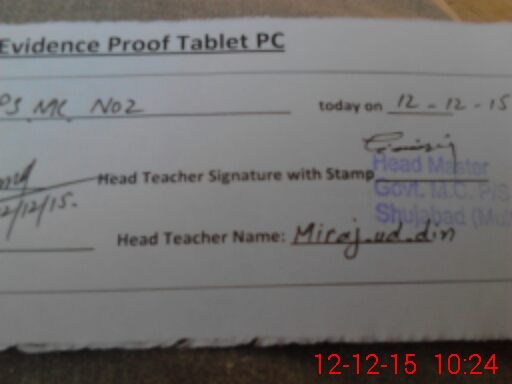 Evidence Proof Tablet PC
PS MC NO2 today on 12-12-15
Head Teacher Signature with Stamp
Head Master
Govt. M.C. P/S
Shujabad (Mul
12/12/15.
Head Teacher Name: Miraj.ud.din
12-12-15 10:24